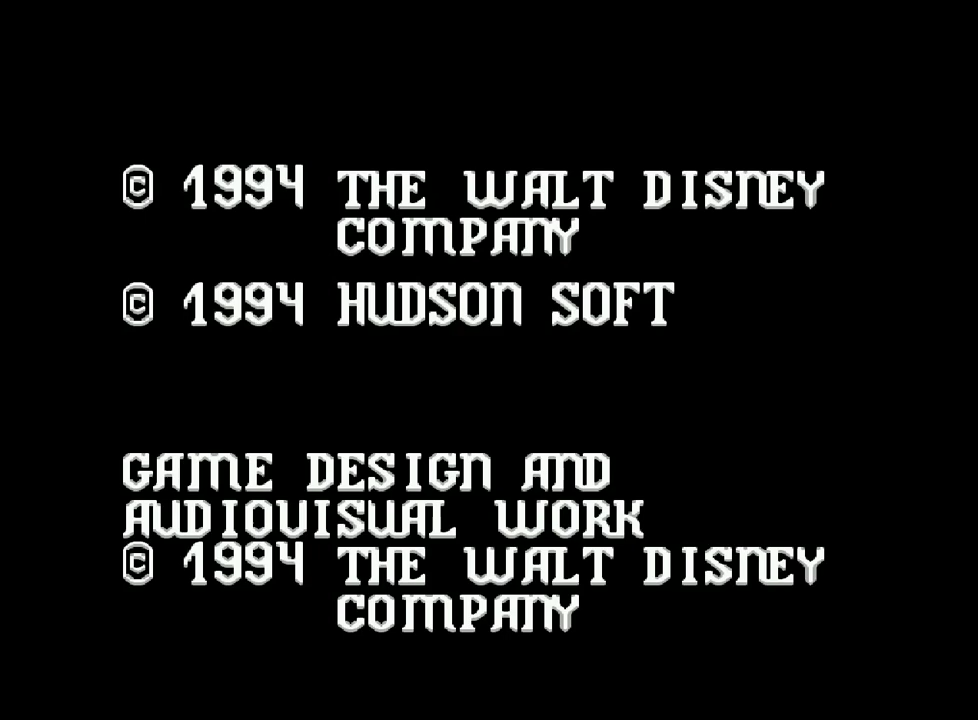 © 1994 THE WALT DISNEY
COMPANY
© 1994 HUDSON SOFT
GAME DESIGN AND
AUDIOVISUAL WORK
© 1994 THE WALT DISNEY
COMPANY